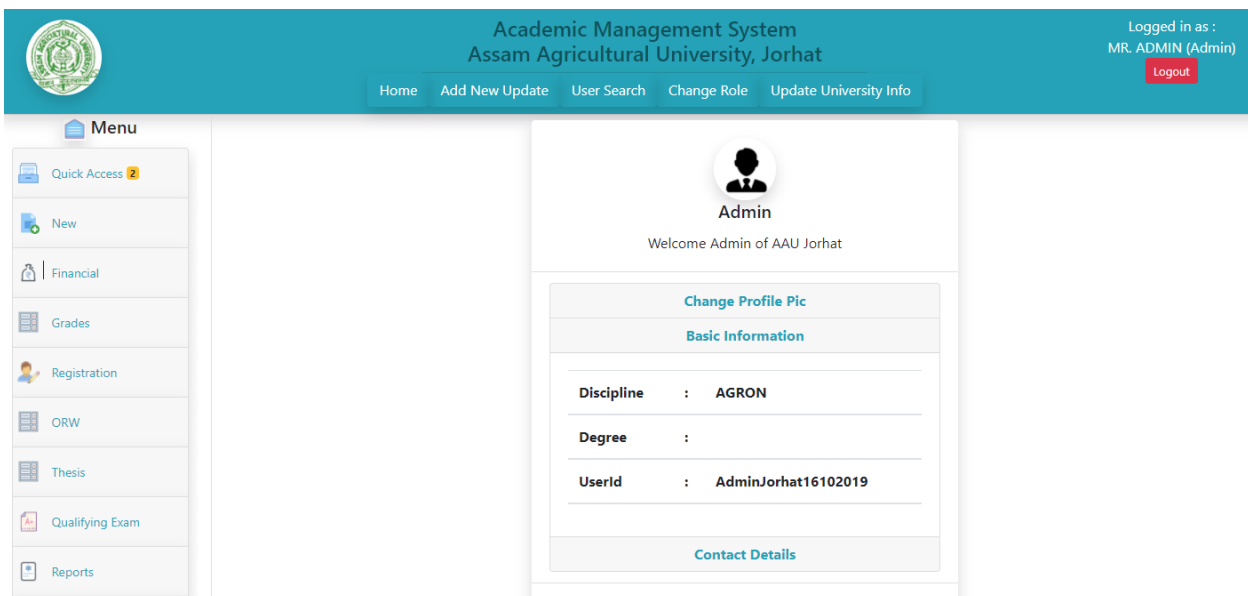 Academic Management System
Assam Agricultural University, Jorhat
Logged in as :
MR. ADMIN (Admin)
Logout
Home Add New Update User Search Change Role Update University Info
Menu
Quick Access 2
New
Financial
Grades
Registration
ORW
Thesis
Qualifying Exam
Reports
Admin
Welcome Admin of AAU Jorhat
Change Profile Pic
Basic Information
Discipline : AGRON
Degree :
UserId : AdminJorhat16102019
Contact Details